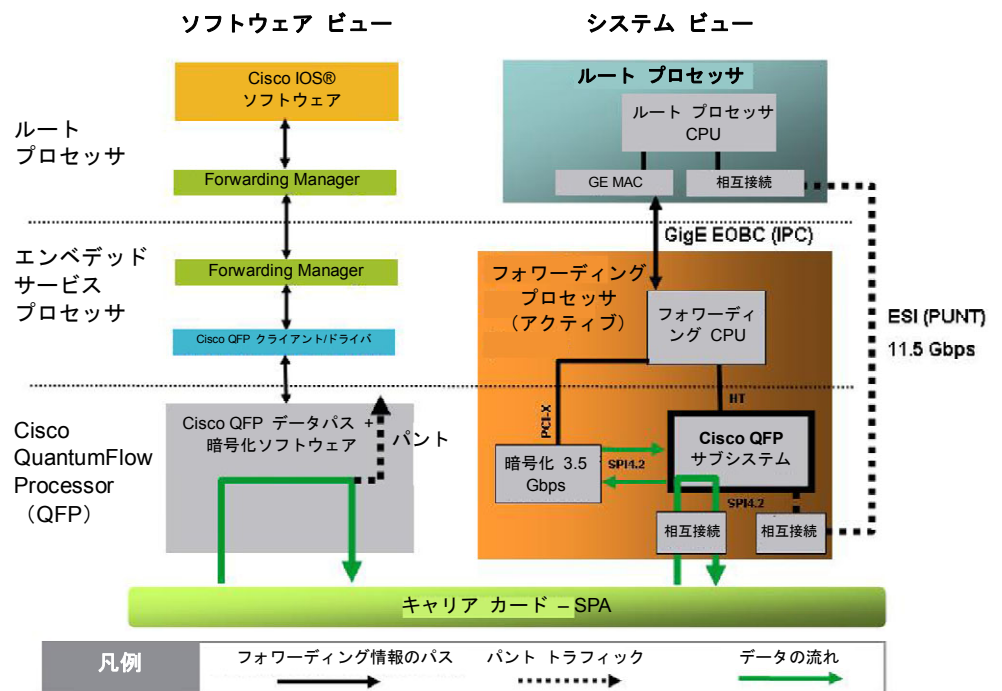 ソフトウェア ビュー
システム ビュー
Cisco IOS®
ソフトウェア
ルート プロセッサ
ルート プロセッサ
CPU
ルート
プロセッサ
Forwarding Manager
GE MAC
相互接続
GigE EOBC (IPC)
エンベデッド
サービス
プロセッサ
Forwarding Manager
フォワーディング
プロセッサ
(アクティブ)
フォワーディ
ング CPU
ESI (PUNT)
11.5 Gbps
Cisco QFP クライアント/ドライバ
PCI-X
HT
Cisco
QuantumFlow
Processor
(QFP)
Cisco QFP データパス +
暗号化ソフトウェア
パント
暗号化 3.5
Gbps
SPI4.2
Cisco QFP
サブシステム
SPI4.2
相互接続
相互接続
キャリア カード – SPA
凡例
フォワーディング情報のパス
パント トラフィック
データの流れ